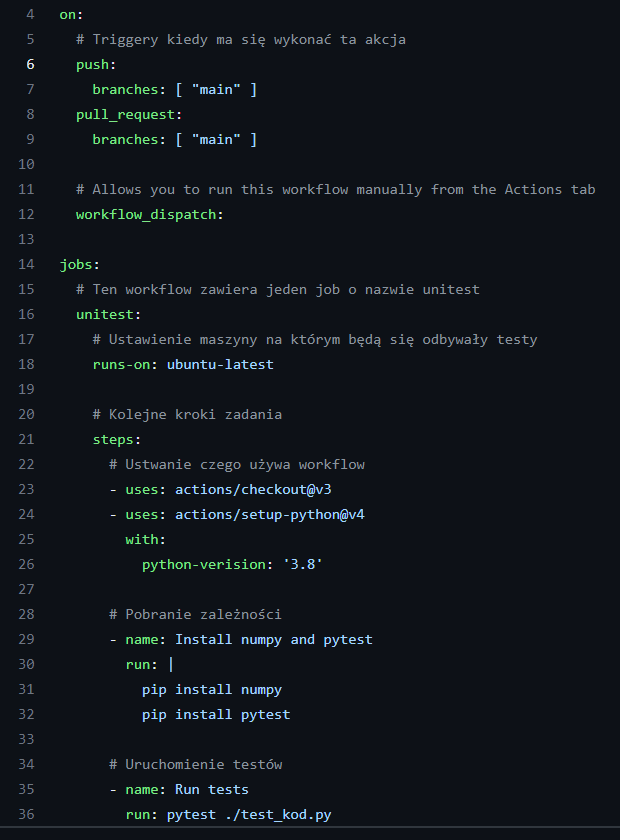 4 on:
5 # Triggery kiedy ma się wykonać ta akcja
6 push:
7 branches: [ "main" ]
8 pull_request:
9 branches: [ "main" ]
10
11 # Allows you to run this workflow manually from the Actions tab
12 workflow_dispatch:
13
14 jobs:
15 # Ten workflow zawiera jeden job o nazwie unitest
16 unitest:
17 # Ustawienie maszyny na którym będą się odbywały testy
18 runs-on: ubuntu-latest
19
20 # Kolejne kroki zadania
21 steps:
22 # Ustwanie czego używa workflow
23 - uses: actions/checkout@v3
24 - uses: actions/setup-python@v4
25 with:
26 python-verision: '3.8'
27
28 # Pobranie zależności
29 - name: Install numpy and pytest
30 run: |
31 pip install numpy
32 pip install pytest
33
34 # Uruchomienie testów
35 - name: Run tests
36 run: pytest ./test_kod.py